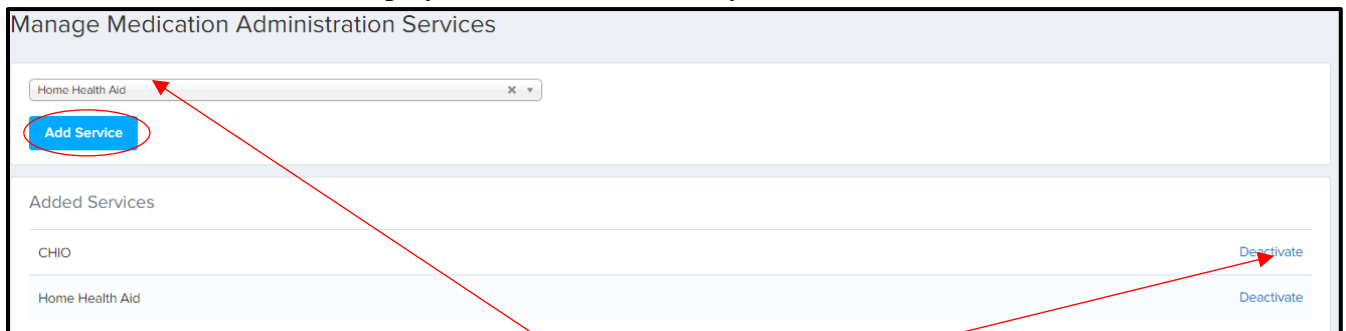 Manage Medication Administration Services
Home Health Aid
Add Service
Added Services
CHIO Deactivate
Home Health Aid Deactivate